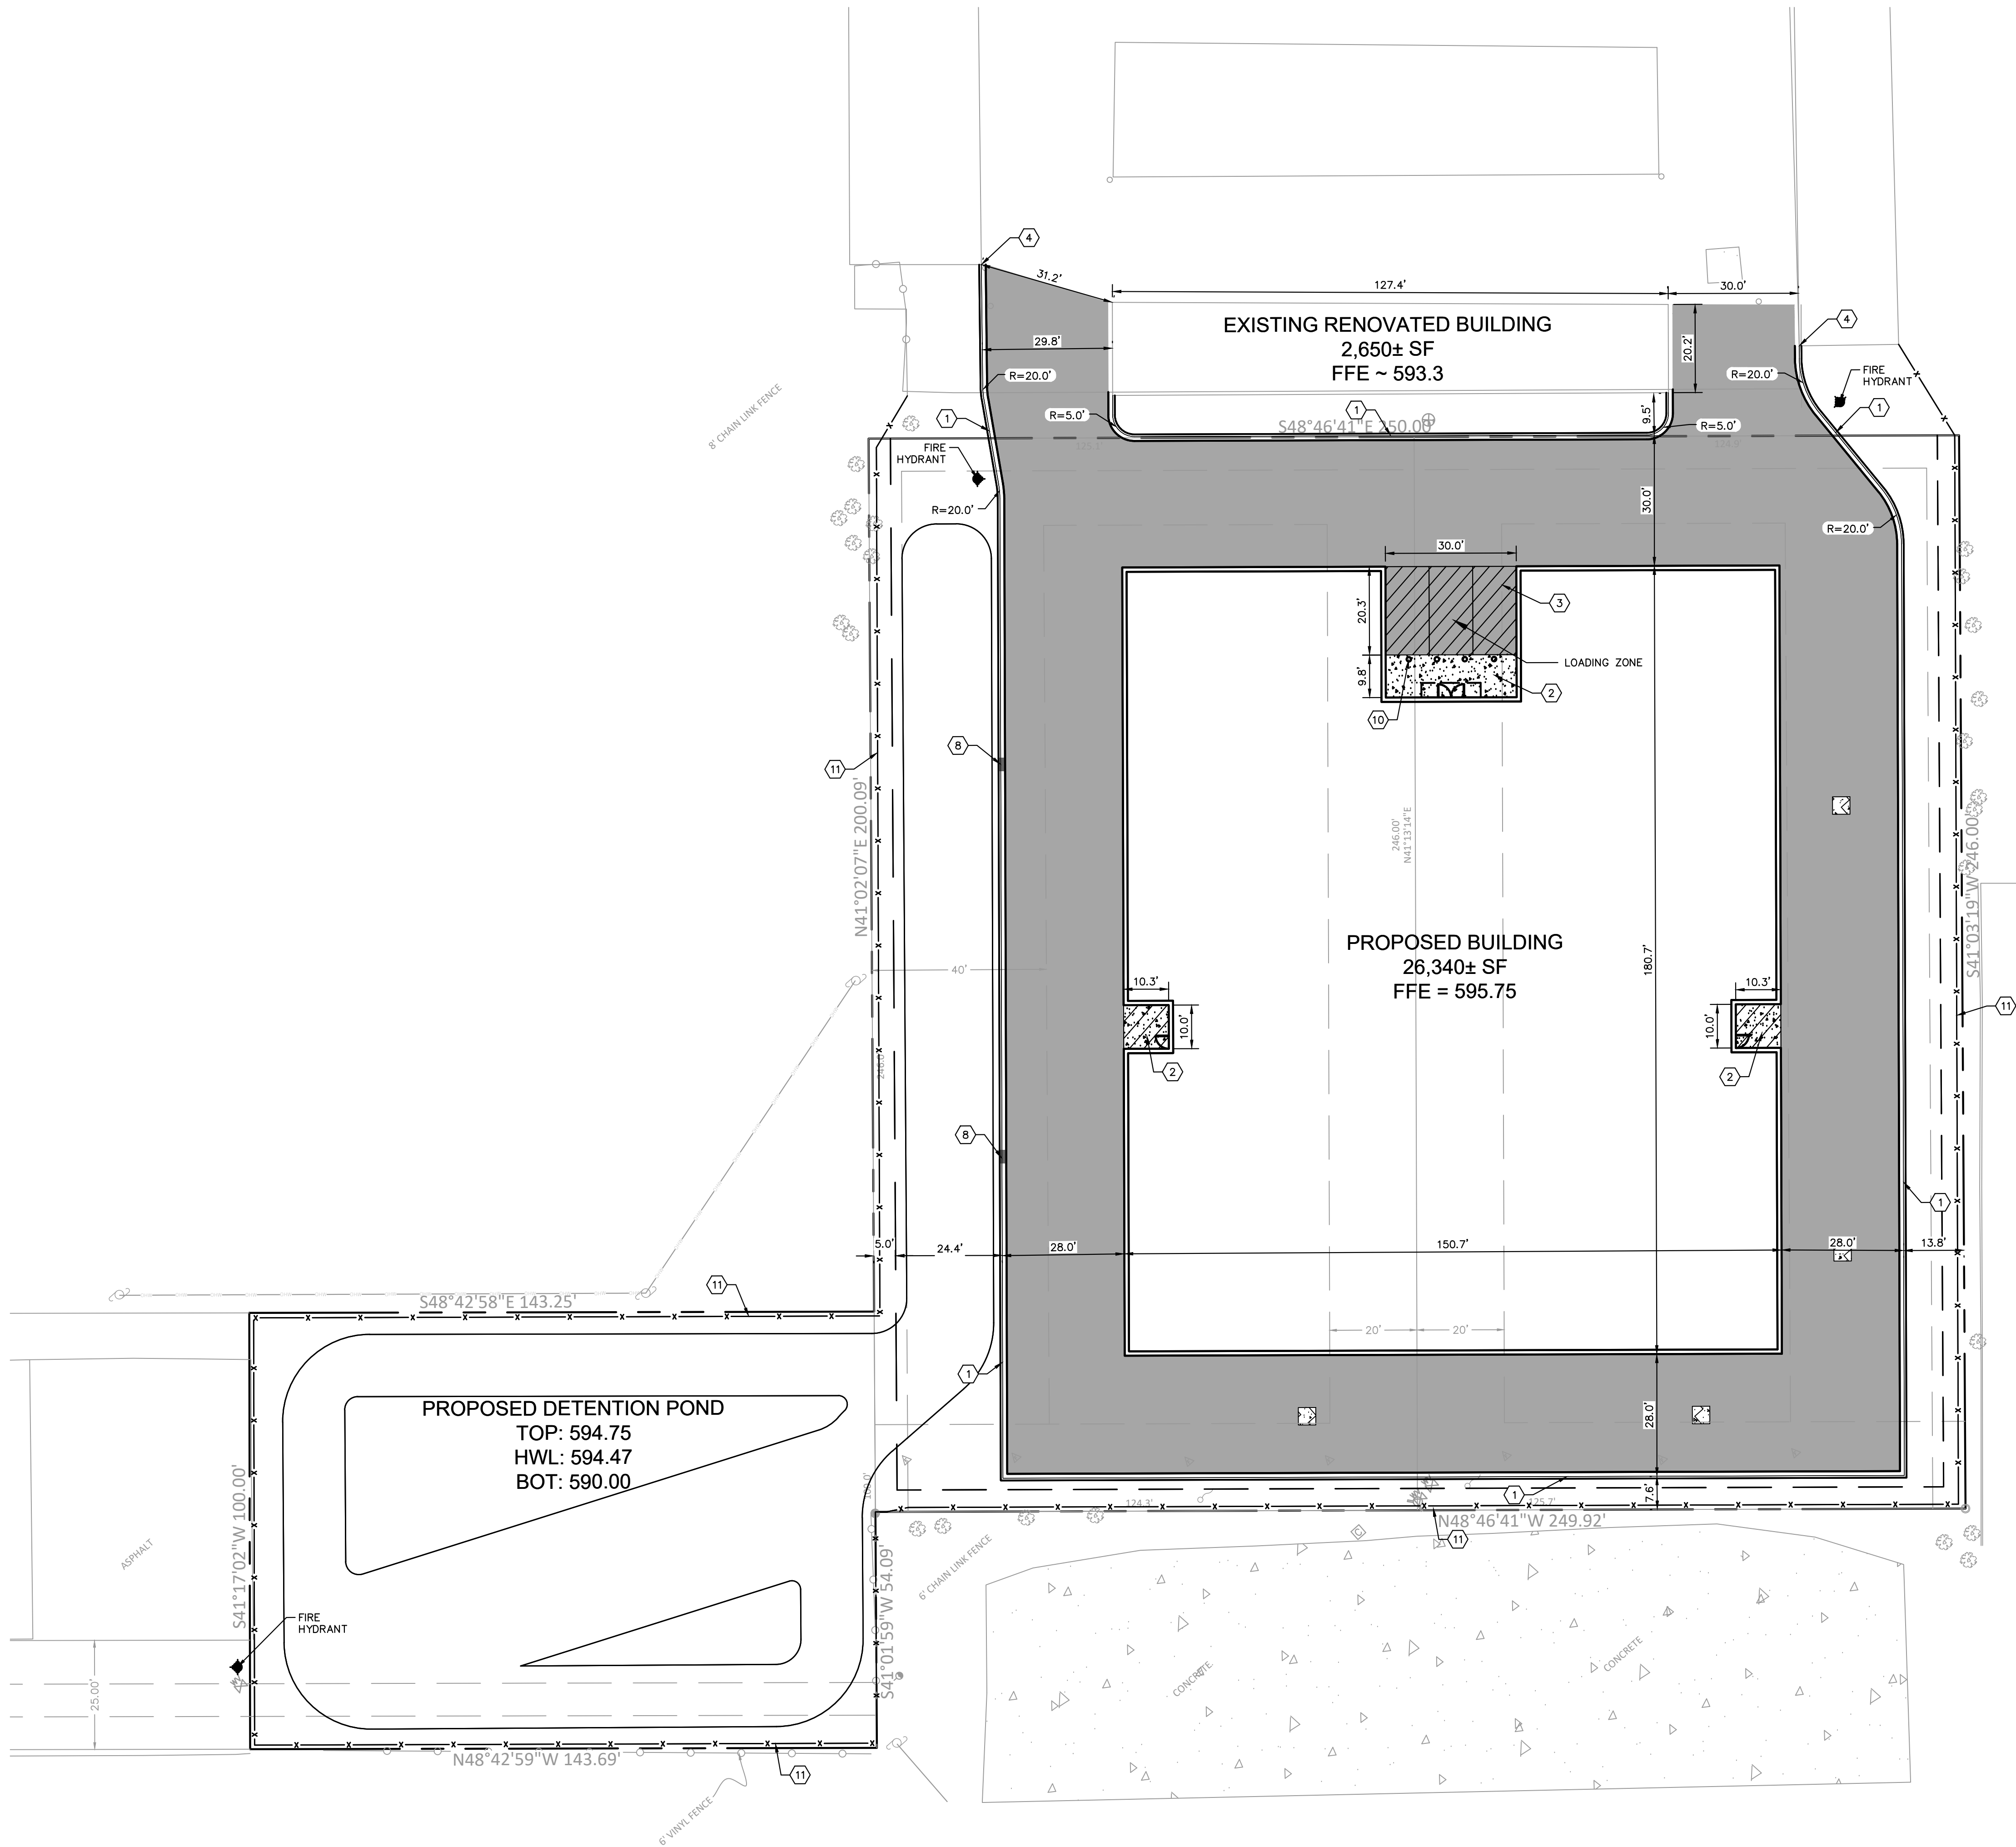 4
31.2'
127.4'
30.0'
EXISTING RENOVATED BUILDING
2,650± SF
FFE ~ 593.3
29.8'
20.2'
4
R=20.0'
R=20.0'
FIRE
HYDRANT
8' CHAIN LINK FENCE
1
R=5.0'
1
S48°46'41"E 250.00'
9.5'
R=5.0'
1
FIRE
HYDRANT
R=20.0'
30.0'
R=20.0'
30.0'
20.3'
3
LOADING ZONE
9.8'
2
10
8
11
N41°02'07"E 200.09'
246.00'
N41°13'14"E
S41°03'19"W 246.00'
PROPOSED BUILDING
26,340± SF
FFE = 595.75
180.7'
40'
10.3'
10.3'
10.0'
10.0'
11
2
2
246.0'
8
1
5.0'
24.4'
28.0'
150.7'
28.0'
13.8'
11
S48°42'58"E 143.25'
20'
20'
1
PROPOSED DETENTION POND
TOP: 594.75
HWL: 594.47
BOT: 590.00
28.0'
100.0'
S41°17'02"W 100.00'
124.3'
1
125.7'
7.6'
N48°46'41"W 249.92'
11
ASPHALT
6' CHAIN LINK FENCE
S41°01'59"W 54.09'
C
FIRE
HYDRANT
25.00'
CONCRETE
CONCRETE
N48°42'59"W 143.69'
11
6' VINYL FENCE